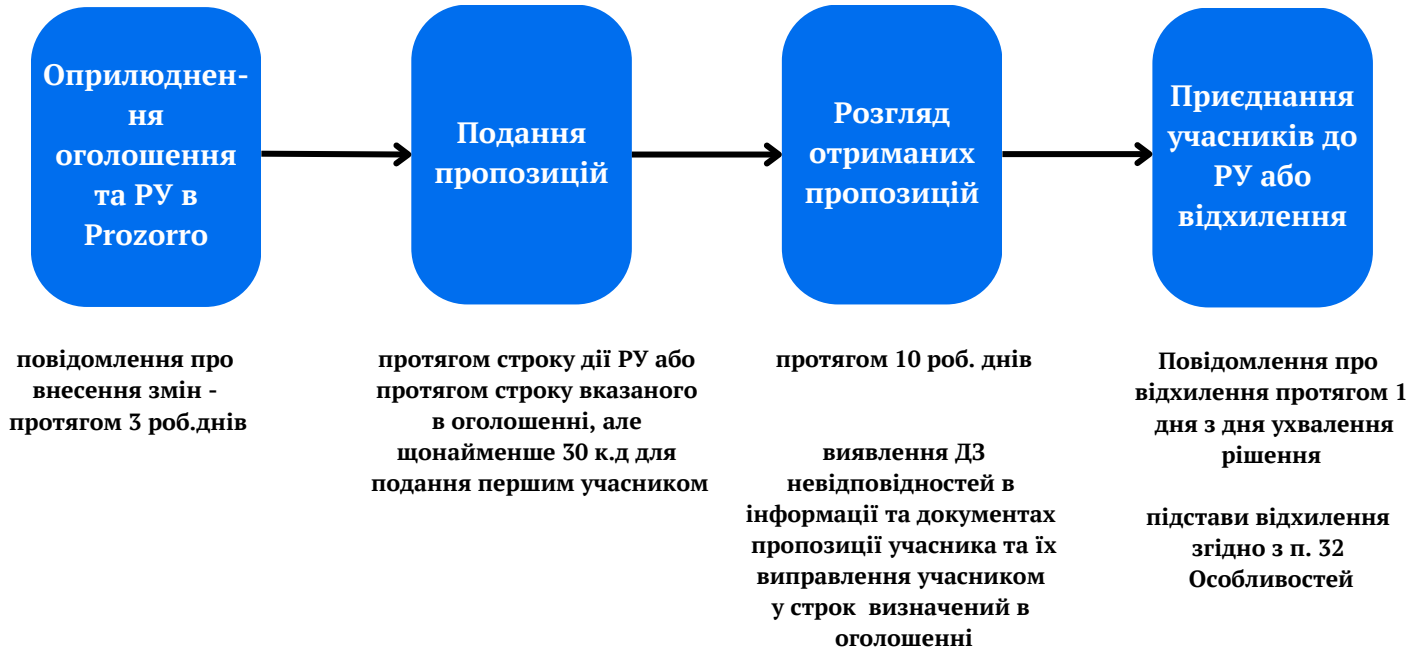 Оприлюднен-
ня
оголошення
та РУ в
Prozorro
Подання
пропозицій
Розгляд
отриманих
пропозицій
Приєднання
учасників до
РУ або
відхилення
повідомлення про
внесення змін -
протягом 3 роб.днів
протягом строку дії РУ або
протягом строку вказаного
в оголошенні, але
щонайменше 30 к.д для
подання першим учасником
протягом 10 роб. днів
виявлення ДЗ
невідповідностей в
інформації та документах
пропозиції учасника та їх
виправлення учасником
у строк визначений в
оголошенні
Повідомлення про
відхилення протягом 1
дня з дня ухвалення
рішення
підстави відхилення
згідно з п. 32
Особливостей